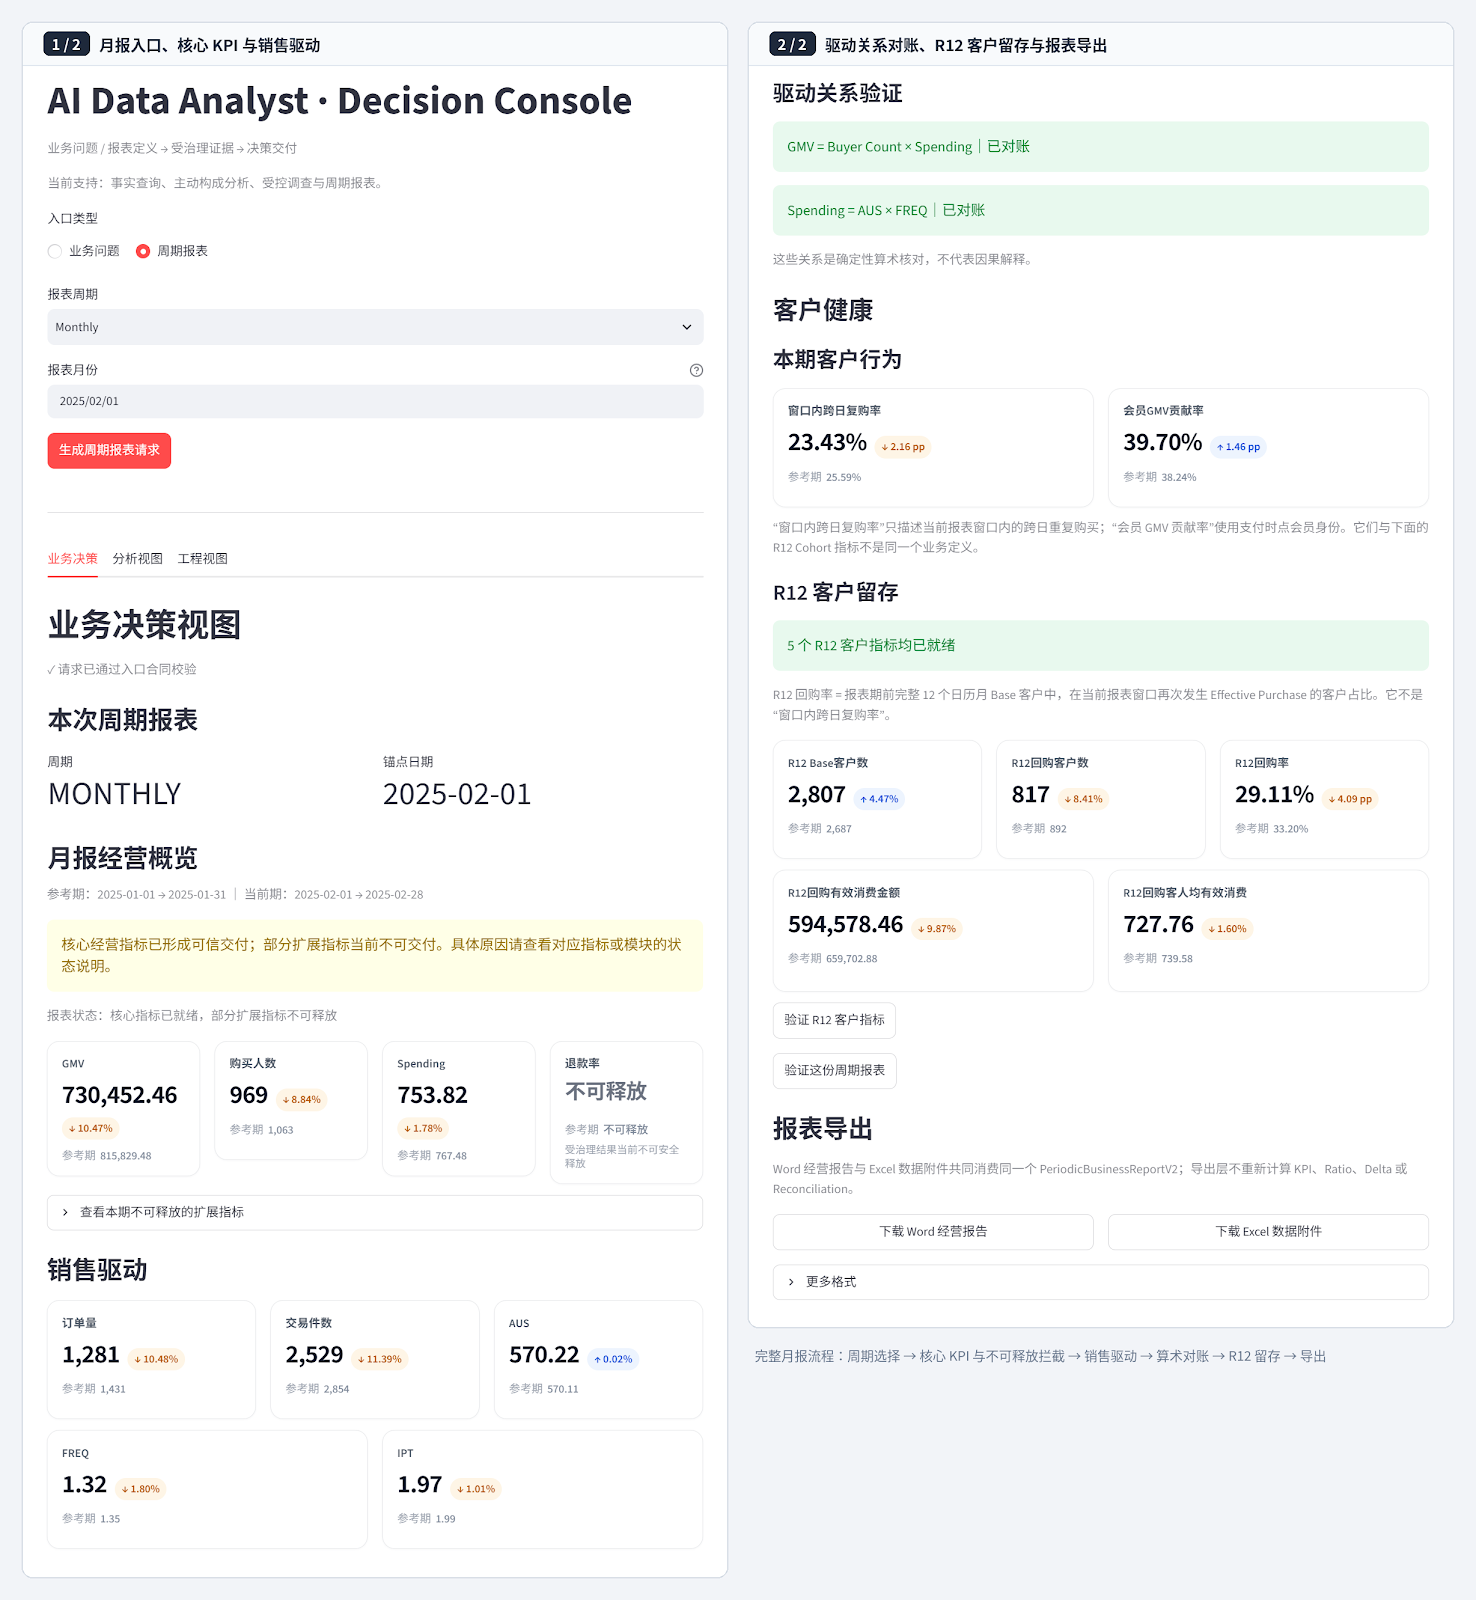 1 / 2 月报入口、核心 KPI 与销售驱动
AI Data Analyst · Decision Console
业务问题 / 报表定义 → 受治理证据 → 决策交付
当前支持：事实查询、主动构成分析、受控调查与周期报表。
入口类型
业务问题 周期报表
报表周期
Monthly
报表月份
2025/02/01
生成周期报表请求
业务决策 分析视图 工程视图
业务决策视图
✓ 请求已通过入口合同校验
本次周期报表
周期 锚点日期
MONTHLY 2025-02-01
月报经营概览
参考期：2025-01-01 → 2025-01-31 ｜ 当前期：2025-02-01 → 2025-02-28
核心经营指标已形成可信交付；部分扩展指标当前不可交付。具体原因请查看对应指标或模块的状
态说明。
报表状态：核心指标已就绪，部分扩展指标不可释放
GMV
730,452.46
↓ 10.47%
参考期 815,829.48
购买人数
969 ↓ 8.84%
参考期 1,063
Spending
753.82
↓ 1.78%
参考期 767.48
退款率
不可释放
参考期 不可释放
受治理结果当前不可安全
释放
查看本期不可释放的扩展指标
销售驱动
订单量
1,281 ↓ 10.48%
参考期 1,431
交易件数
2,529 ↓ 11.39%
参考期 2,854
AUS
570.22 ↑ 0.02%
参考期 570.11
FREQ
1.32 ↓ 1.80%
参考期 1.35
IPT
1.97 ↓ 1.01%
参考期 1.99
2 / 2 驱动关系对账、R12 客户留存与报表导出
驱动关系验证
GMV = Buyer Count × Spending｜已对账
Spending = AUS × FREQ｜已对账
这些关系是确定性算术核对，不代表因果解释。
客户健康
本期客户行为
窗口内跨日复购率
23.43% ↓ 2.16 pp
参考期 25.59%
会员GMV贡献率
39.70% ↑ 1.46 pp
参考期 38.24%
“窗口内跨日复购率”只描述当前报表窗口内的跨日重复购买；“会员 GMV 贡献率”使用支付时点会员身份。它们与下面的
R12 Cohort 指标不是同一个业务定义。
R12 客户留存
5 个 R12 客户指标均已就绪
R12 回购率 = 报表期前完整 12 个日历月 Base 客户中，在当前报表窗口再次发生 Effective Purchase 的客户占比。它不是
“窗口内跨日复购率”。
R12 Base客户数
2,807 ↑ 4.47%
参考期 2,687
R12回购客户数
817 ↓ 8.41%
参考期 892
R12回购率
29.11% ↓ 4.09 pp
参考期 33.20%
R12回购有效消费金额
594,578.46 ↓ 9.87%
参考期 659,702.88
R12回购客人均有效消费
727.76 ↓ 1.60%
参考期 739.58
验证 R12 客户指标
验证这份周期报表
报表导出
Word 经营报告与 Excel 数据附件共同消费同一个 PeriodicBusinessReportV2；导出层不重新计算 KPI、Ratio、Delta 或
Reconciliation。
下载 Word 经营报告 下载 Excel 数据附件
更多格式
完整月报流程：周期选择 → 核心 KPI 与不可释放拦截 → 销售驱动 → 算术对账 → R12 留存 → 导出